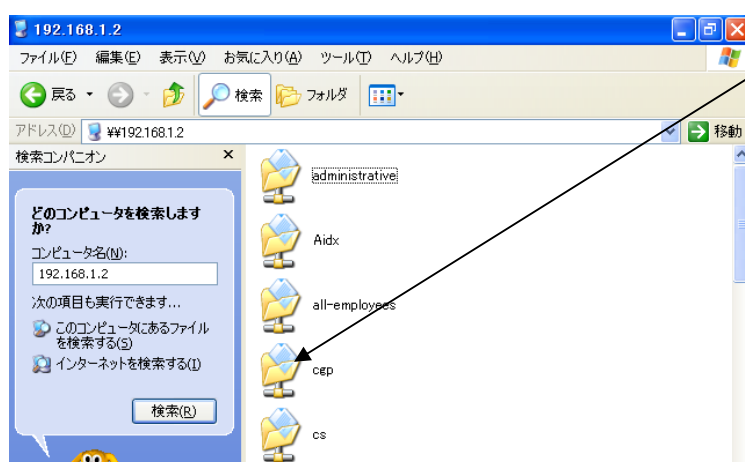 192.168.1.2
ファイル(F) 編集(E) 表示(V) お気に入り(A) ツール(T) ヘルプ(H)
戻る 検索 フォルダ
アドレス(D) ¥¥192.168.1.2 移動
検索コンパニオン
どのコンピュータを検索します
か?
コンピュータ名(N):
192.168.1.2
次の項目も実行できます...
このコンピュータにあるファイル
を検索する(S)
インターネットを検索する(I)
検索(R)
administrative
Aidx
all-employees
cgp
cs